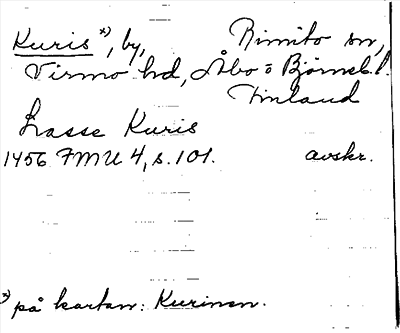 Kuris *), by, Rimito sn,
Virmo hd, Åbo o Björneb. l.
Finland
Lasse Kuris
1456 FMU 4, s. 101. avskr.
*) på kartan: Kurinen.